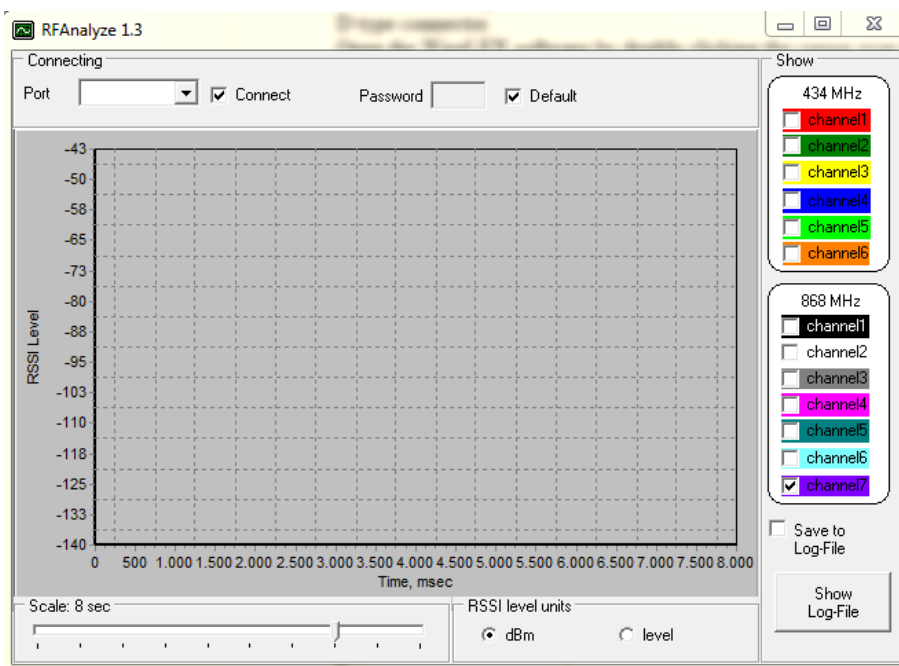 RFAnalyze 1.3
Connecting
Port
Connect
Password
Default
-43
-50
-58
-65
-73
-80
-88
-95
-103
-110
-118
-125
-133
-140
RSSI Level
0 500 1.000 1.500 2.000 2.500 3.000 3.500 4.000 4.500 5.000 5.500 6.000 6.500 7.000 7.500 8.000
Time, msec
Scale: 8 sec
RSSI level units
dBm
level
Show
434 MHz
channel1
channel2
channel3
channel4
channel5
channel6
868 MHz
channel1
channel2
channel3
channel4
channel5
channel6
channel7
Save to
Log-File
Show
Log-File